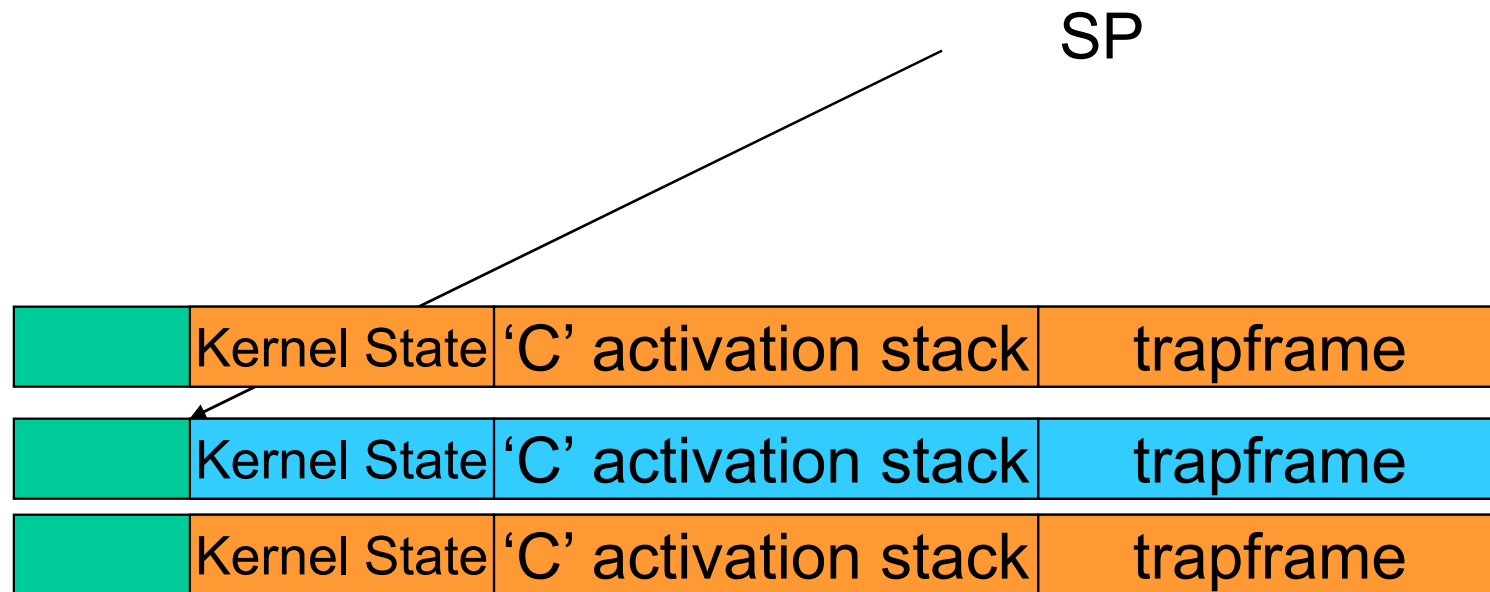 SP
Kernel State ‘C’ activation stack trapframe
Kernel State ‘C’ activation stack trapframe
Kernel State ‘C’ activation stack trapframe